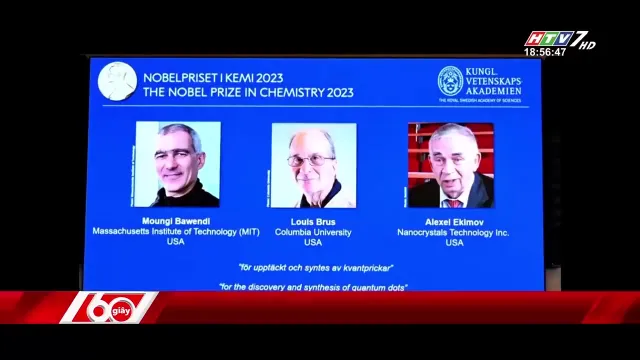 HTV7HD
18:56:47
NOBELPRISET I KEMI 2023
THE NOBEL PRIZE IN CHEMISTRY 2023
KUNGL.
VETENSKAPS
AKADEMIEN
THE ROYAL SWEDISH ACADEMY OF SCIENCES
Moungi Bawendi
Massachusetts Institute of Technology (MIT)
USA
Louis Brus
Columbia University
USA
Alexei Ekimov
Nanocrystals Technology Inc.
USA
"för upptäckt och syntes av kvantprickar"
"for the discovery and synthesis of quantum dots"
60
giây